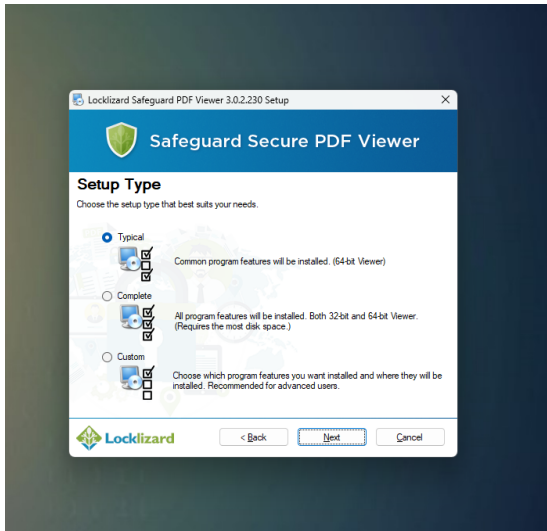 Locklizard Safeguard PDF Viewer 3.0.2.230 Setup
Safeguard Secure PDF Viewer
Setup Type
Choose the setup type that best suits your needs.
Typical
Common program features will be installed. (64-bit Viewer)
Complete
All program features will be installed. Both 32-bit and 64-bit Viewer.
(Requires the most disk space.)
Custom
Choose which program features you want installed and where they will be
installed. Recommended for advanced users.
Locklizard
< Back
Next
Cancel